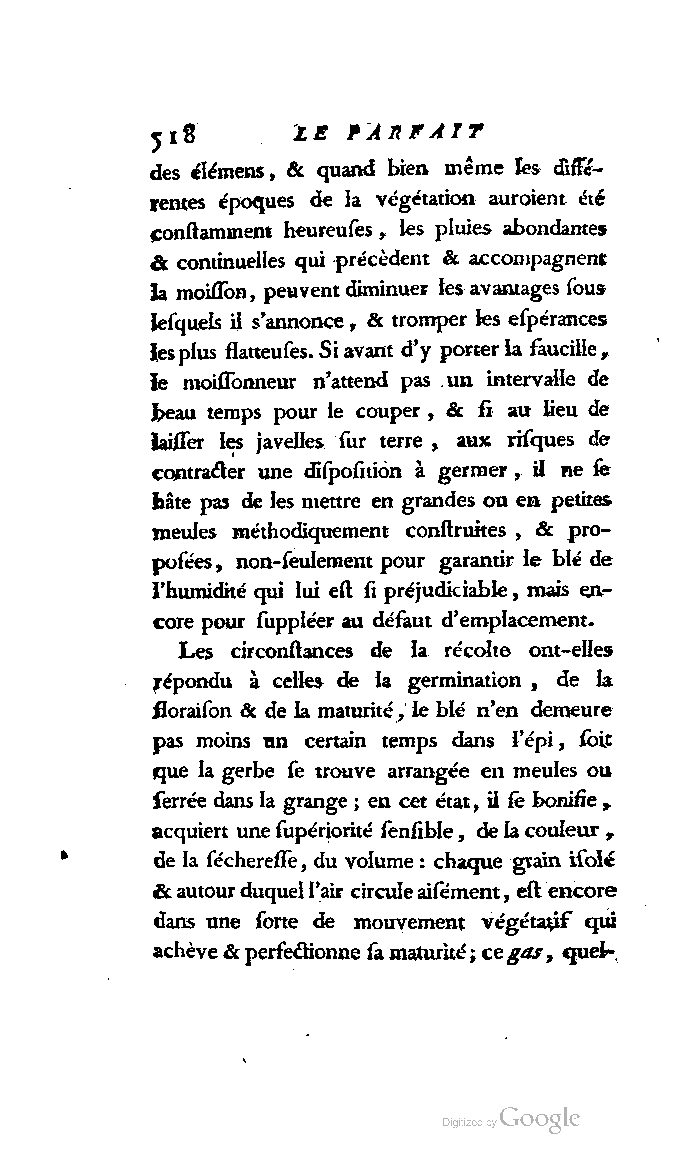 518 LE PARFAIT
des élémens, & quand bien même les diffé-
rentes époques de la végétation auroient été
conſtamment heureuſes, les pluies abondantes
& continuelles qui précèdent & accompagnent
la moiſſon, peuvent diminuer les avantages ſous
leſquels il s'annonce, & tromper les eſpérances
les plus flatteuſes. Si avant d'y porter la faucille,
le moiſſonneur n'attend pas un intervalle de
beau temps pour le couper, & ſi au lieu de
laiſſer les javelles ſur terre, aux riſques de
contracter une diſpoſition à germer, il ne ſe
hâte pas de les mettre en grandes ou en petites
meules méthodiquement conſtruites, & pro-
poſées, non-ſeulement pour garantir le blé de
l'humidité qui lui eſt ſi préjudiciable, mais en-
core pour ſuppléer au défaut d'emplacement.
Les circonſtances de la récolte ont-elles
répondu à celles de la germination, de la
floraiſon & de la maturité, le blé n'en demeure
pas moins un certain temps dans l'épi, ſoit
que la gerbe ſe trouve arrangée en meules ou
ſerrée dans la grange; en cet état, il ſe bonifie,
acquiert une ſupériorité ſenſible, de la couleur,
de la ſéchereſſe, du volume: chaque grain iſolé
& autour duquel l'air circule aiſément, eſt encore
dans une ſorte de mouvement végétatif qui
achève & perfectionne ſa maturité; ce gas, quel-
Digitized by Google